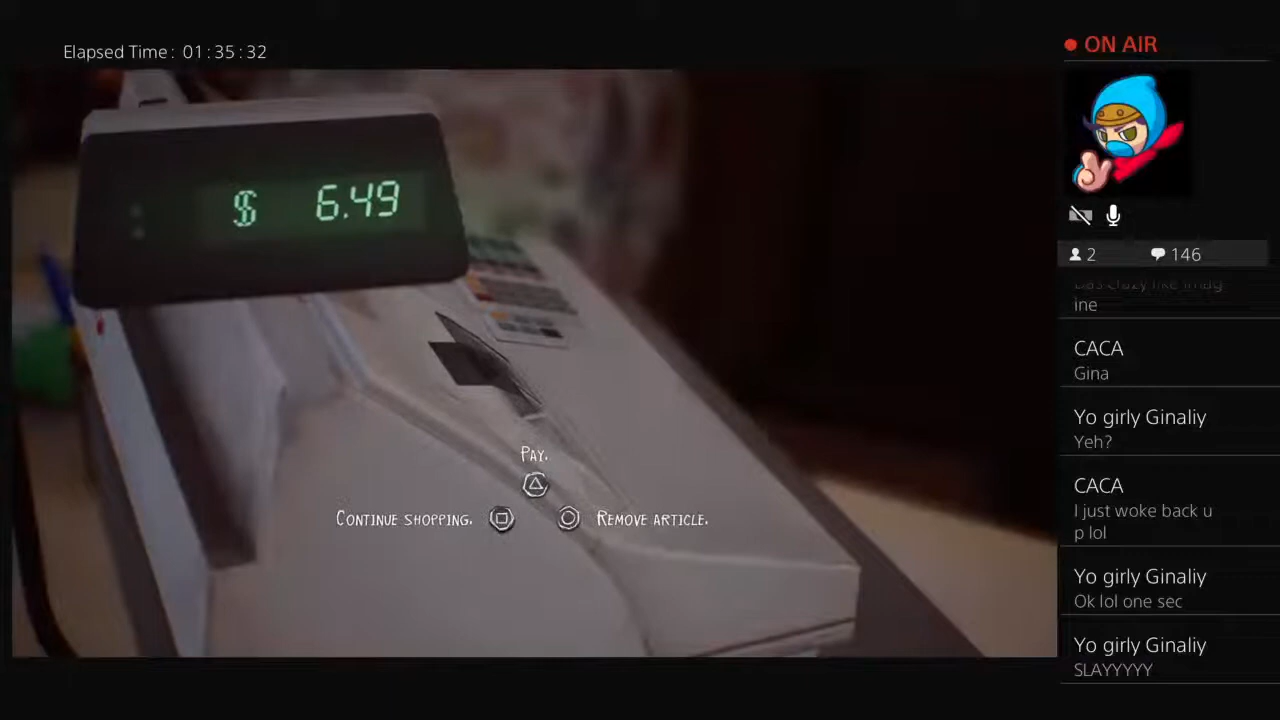 Elapsed Time: 01:35:32
ON AIR
$ 6.49
2 146
ine
CACA
Gina
Yo girly Ginaliy
Yeh?
CACA
I just woke back u
p lol
Yo girly Ginaliy
Ok lol one sec
Yo girly Ginaliy
SLAYYYYY
PAY.
CONTINUE SHOPPING.
REMOVE ARTICLE.